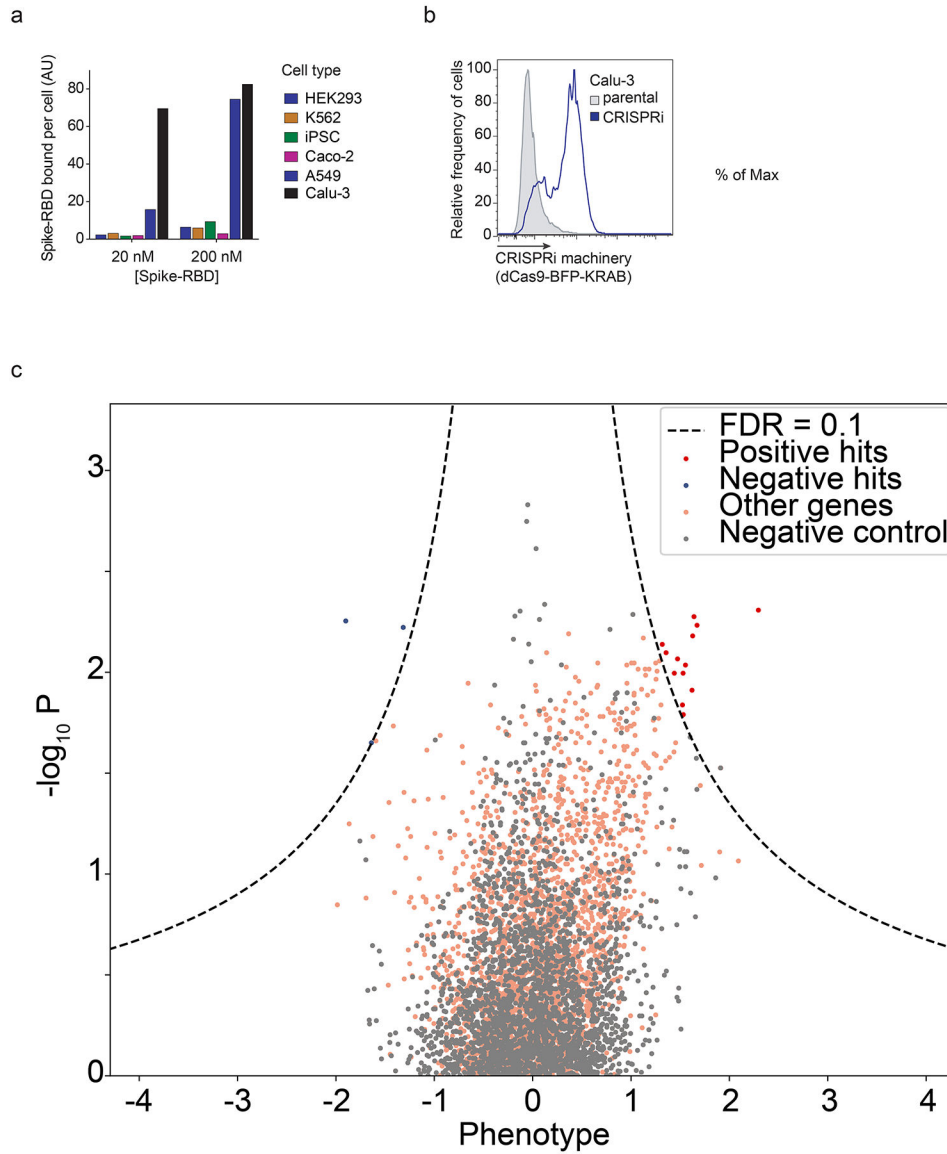 a
Spike-RBD bound per cell (AU)
80
60
40
20
0
20 nM 200 nM
[Spike-RBD]
Cell type
HEK293
K562
iPSC
Caco-2
A549
Calu-3
b
Relative frequency of cells
100
80
60
40
20
0
Calu-3
parental
CRISPRi
CRISPRi machinery
(dCas9-BFP-KRAB)
% of Max
c
-log10 P
3
2
1
0
FDR = 0.1
Positive hits
Negative hits
Other genes
Negative control
-4 -3 -2 -1 0 1 2 3 4
Phenotype